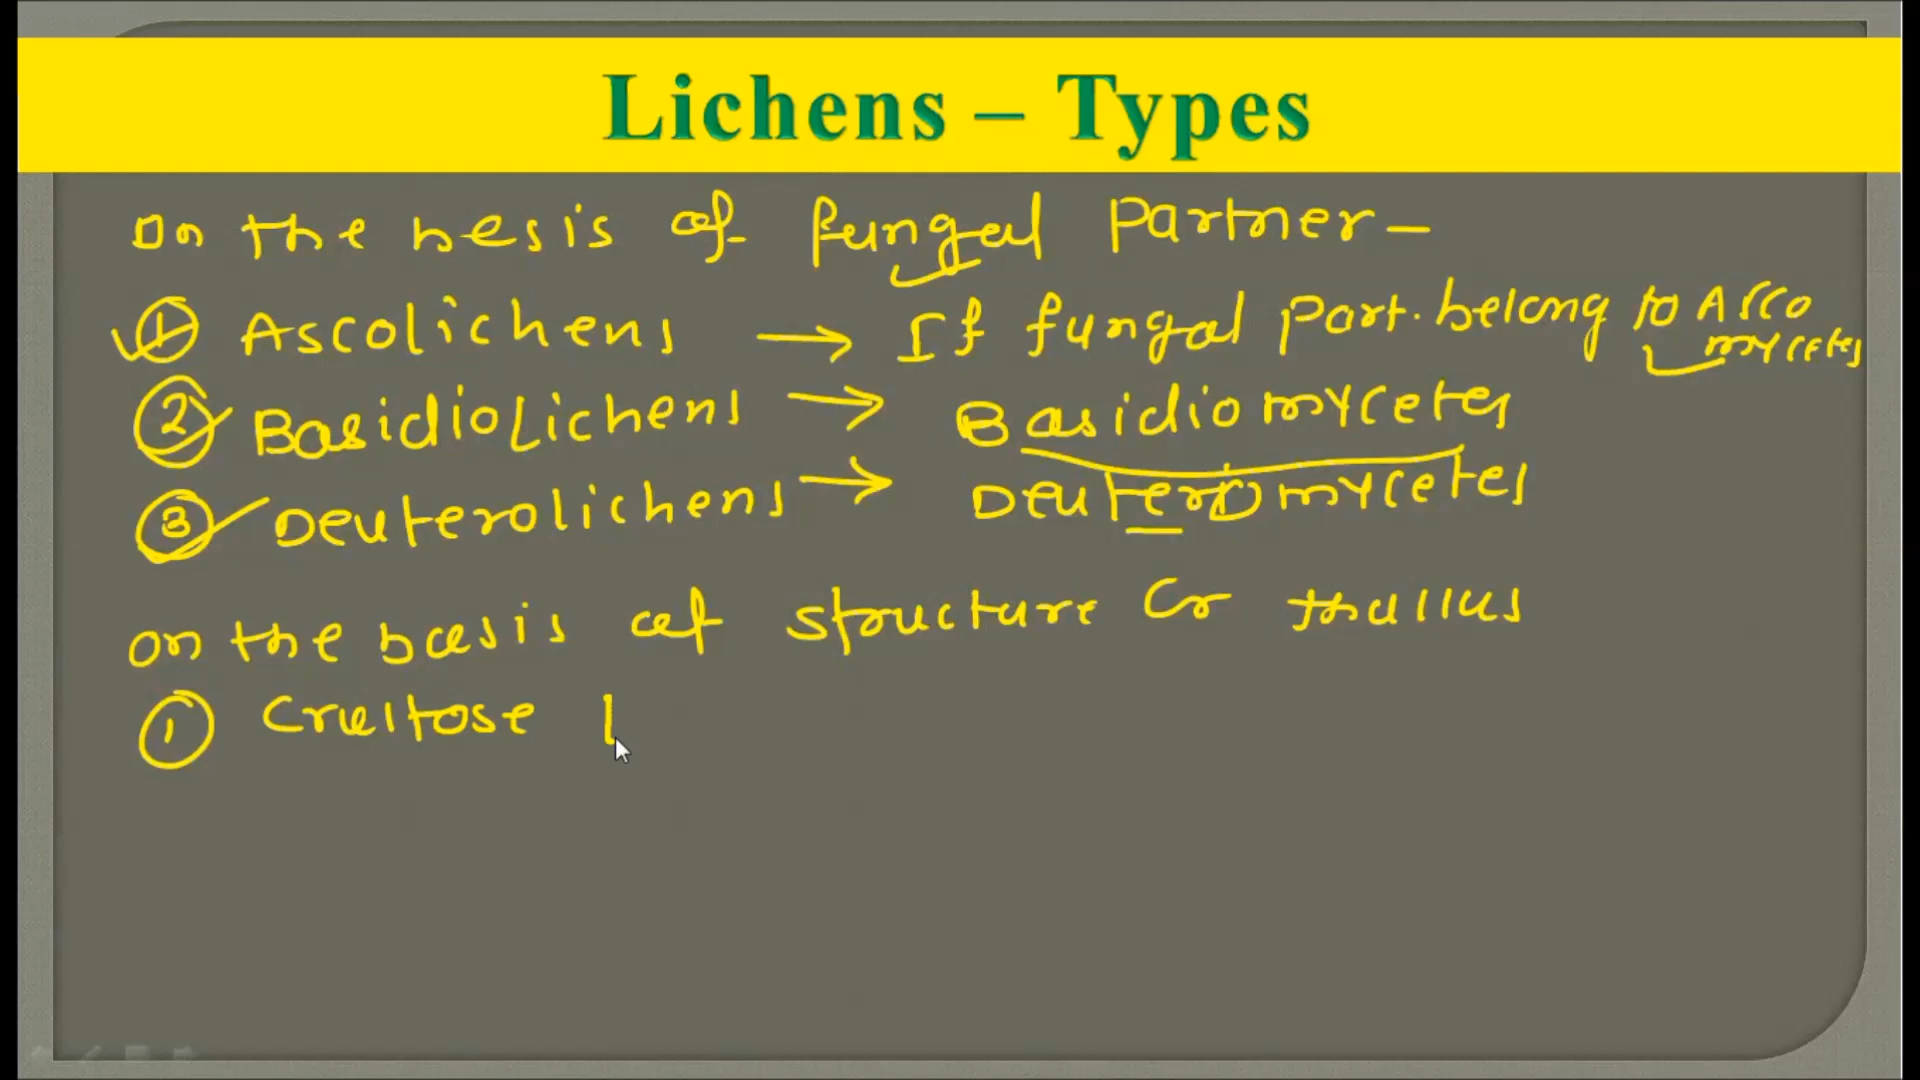 Lichens – Types
On the besis of fungal Partner –
① Ascolichens → If fungal part. belong to Asco
mycetes
② BasidioLichens → Basidiomycetes
③ Deuterolichens → Deuteromycetes
on the basis of structure or thallus
① Crustose l